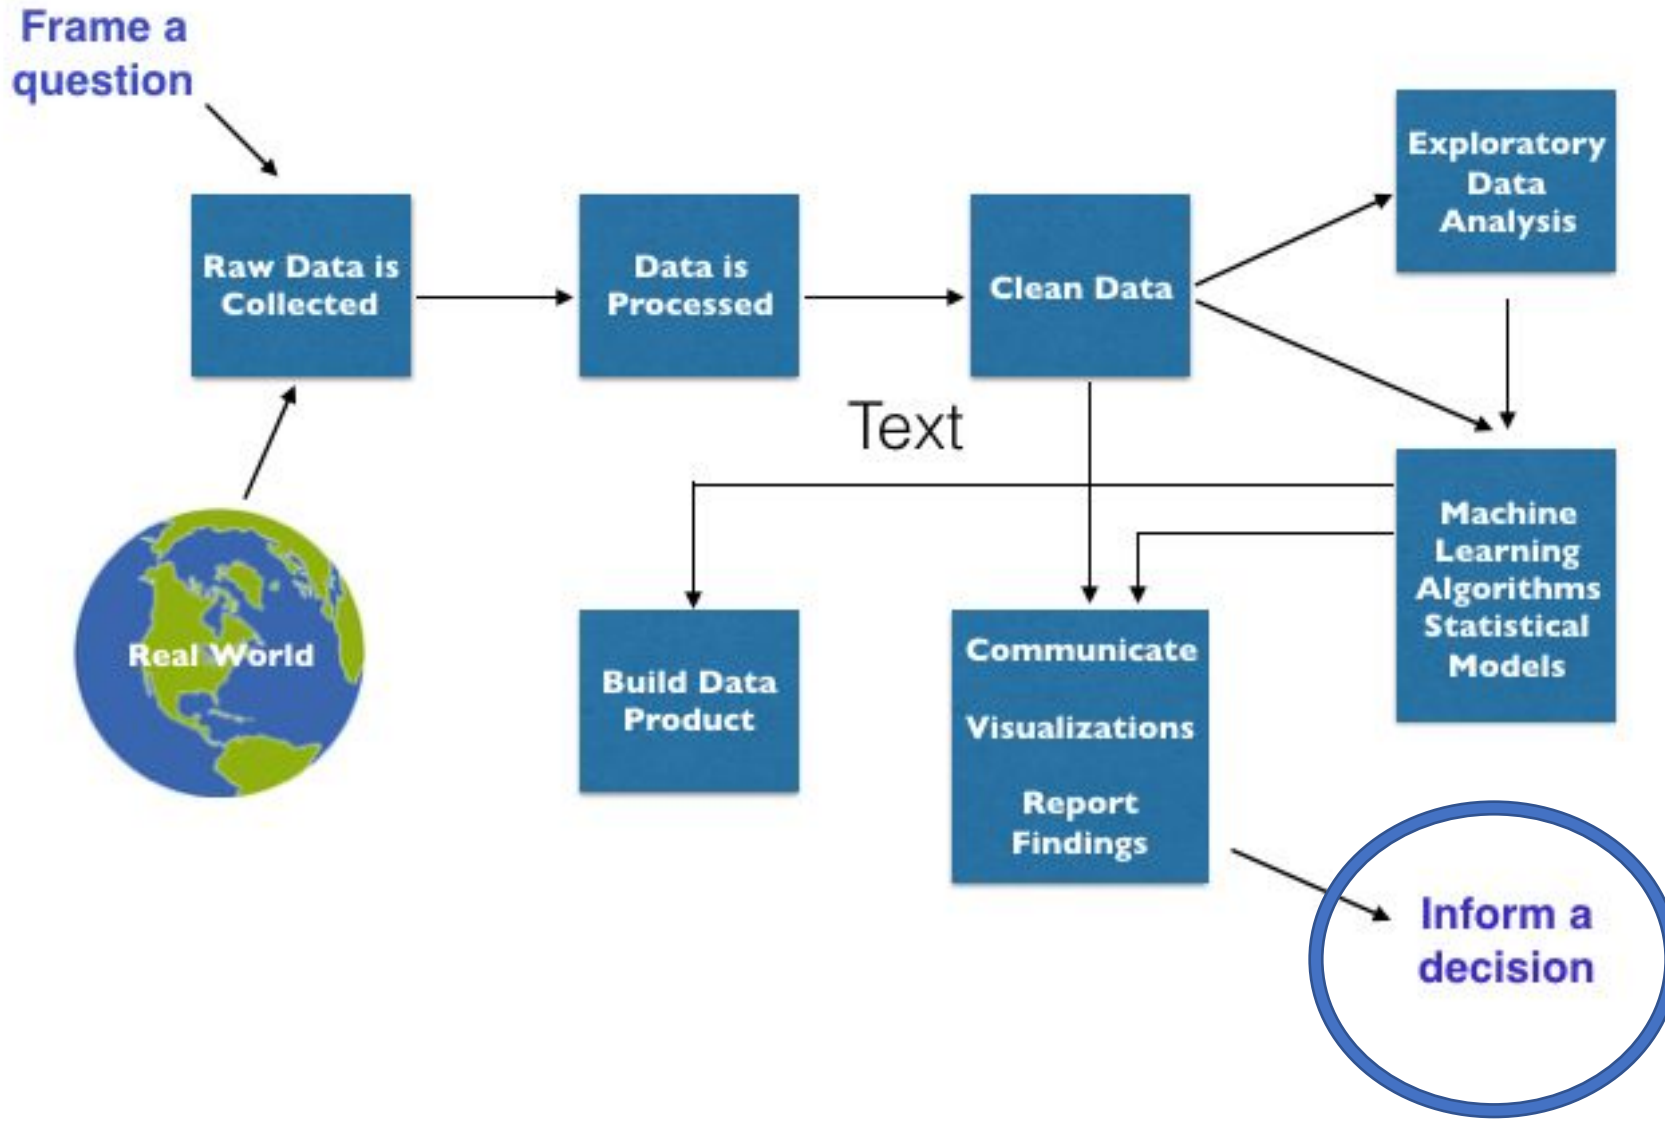 Frame a
question
Raw Data is
Collected
Data is
Processed
Clean Data
Exploratory
Data
Analysis
Text
Machine
Learning
Algorithms
Statistical
Models
Real World
Build Data
Product
Communicate
Visualizations
Report
Findings
Inform a
decision